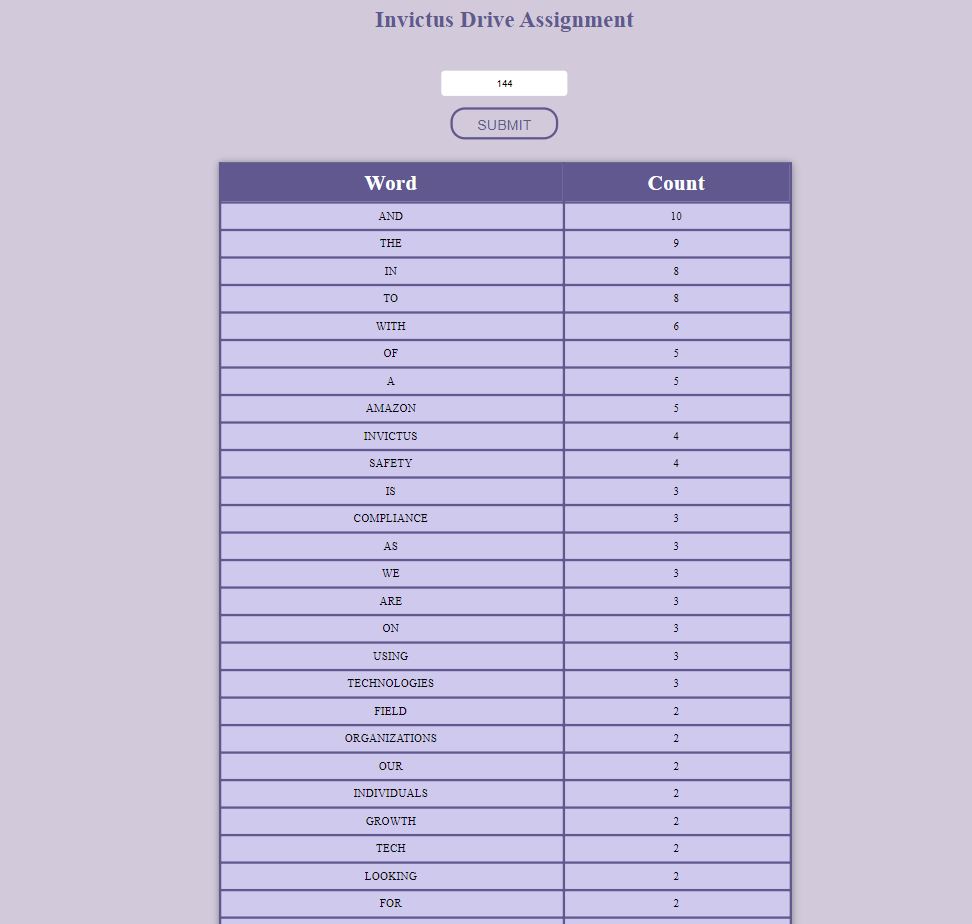 Invictus Drive Assignment
144
SUBMIT
Word Count
AND 10
THE 9
IN 8
TO 8
WITH 6
OF 5
A 5
AMAZON 5
INVICTUS 4
SAFETY 4
IS 3
COMPLIANCE 3
AS 3
WE 3
ARE 3
ON 3
USING 3
TECHNOLOGIES 3
FIELD 2
ORGANIZATIONS 2
OUR 2
INDIVIDUALS 2
GROWTH 2
TECH 2
LOOKING 2
FOR 2